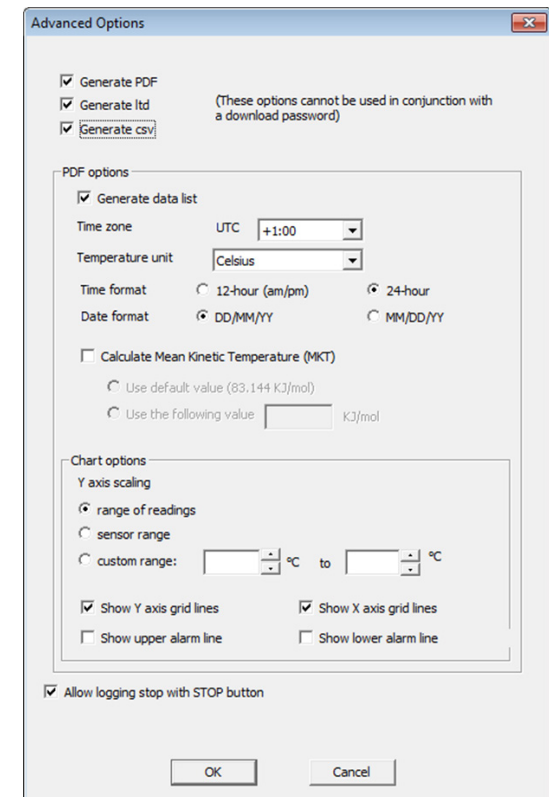 Advanced Options
Generate PDF
Generate ltd
(These options cannot be used in conjunction with
a download password)
Generate csv
PDF options
Generate data list
Time zone UTC +1:00
Temperature unit Celsius
Time format 12-hour (am/pm) 24-hour
Date format DD/MM/YY MM/DD/YY
Calculate Mean Kinetic Temperature (MKT)
Use default value (83.144 KJ/mol)
Use the following value KJ/mol
Chart options
Y axis scaling
range of readings
sensor range
custom range: ºC to ºC
Show Y axis grid lines Show X axis grid lines
Show upper alarm line Show lower alarm line
Allow logging stop with STOP button
OK Cancel